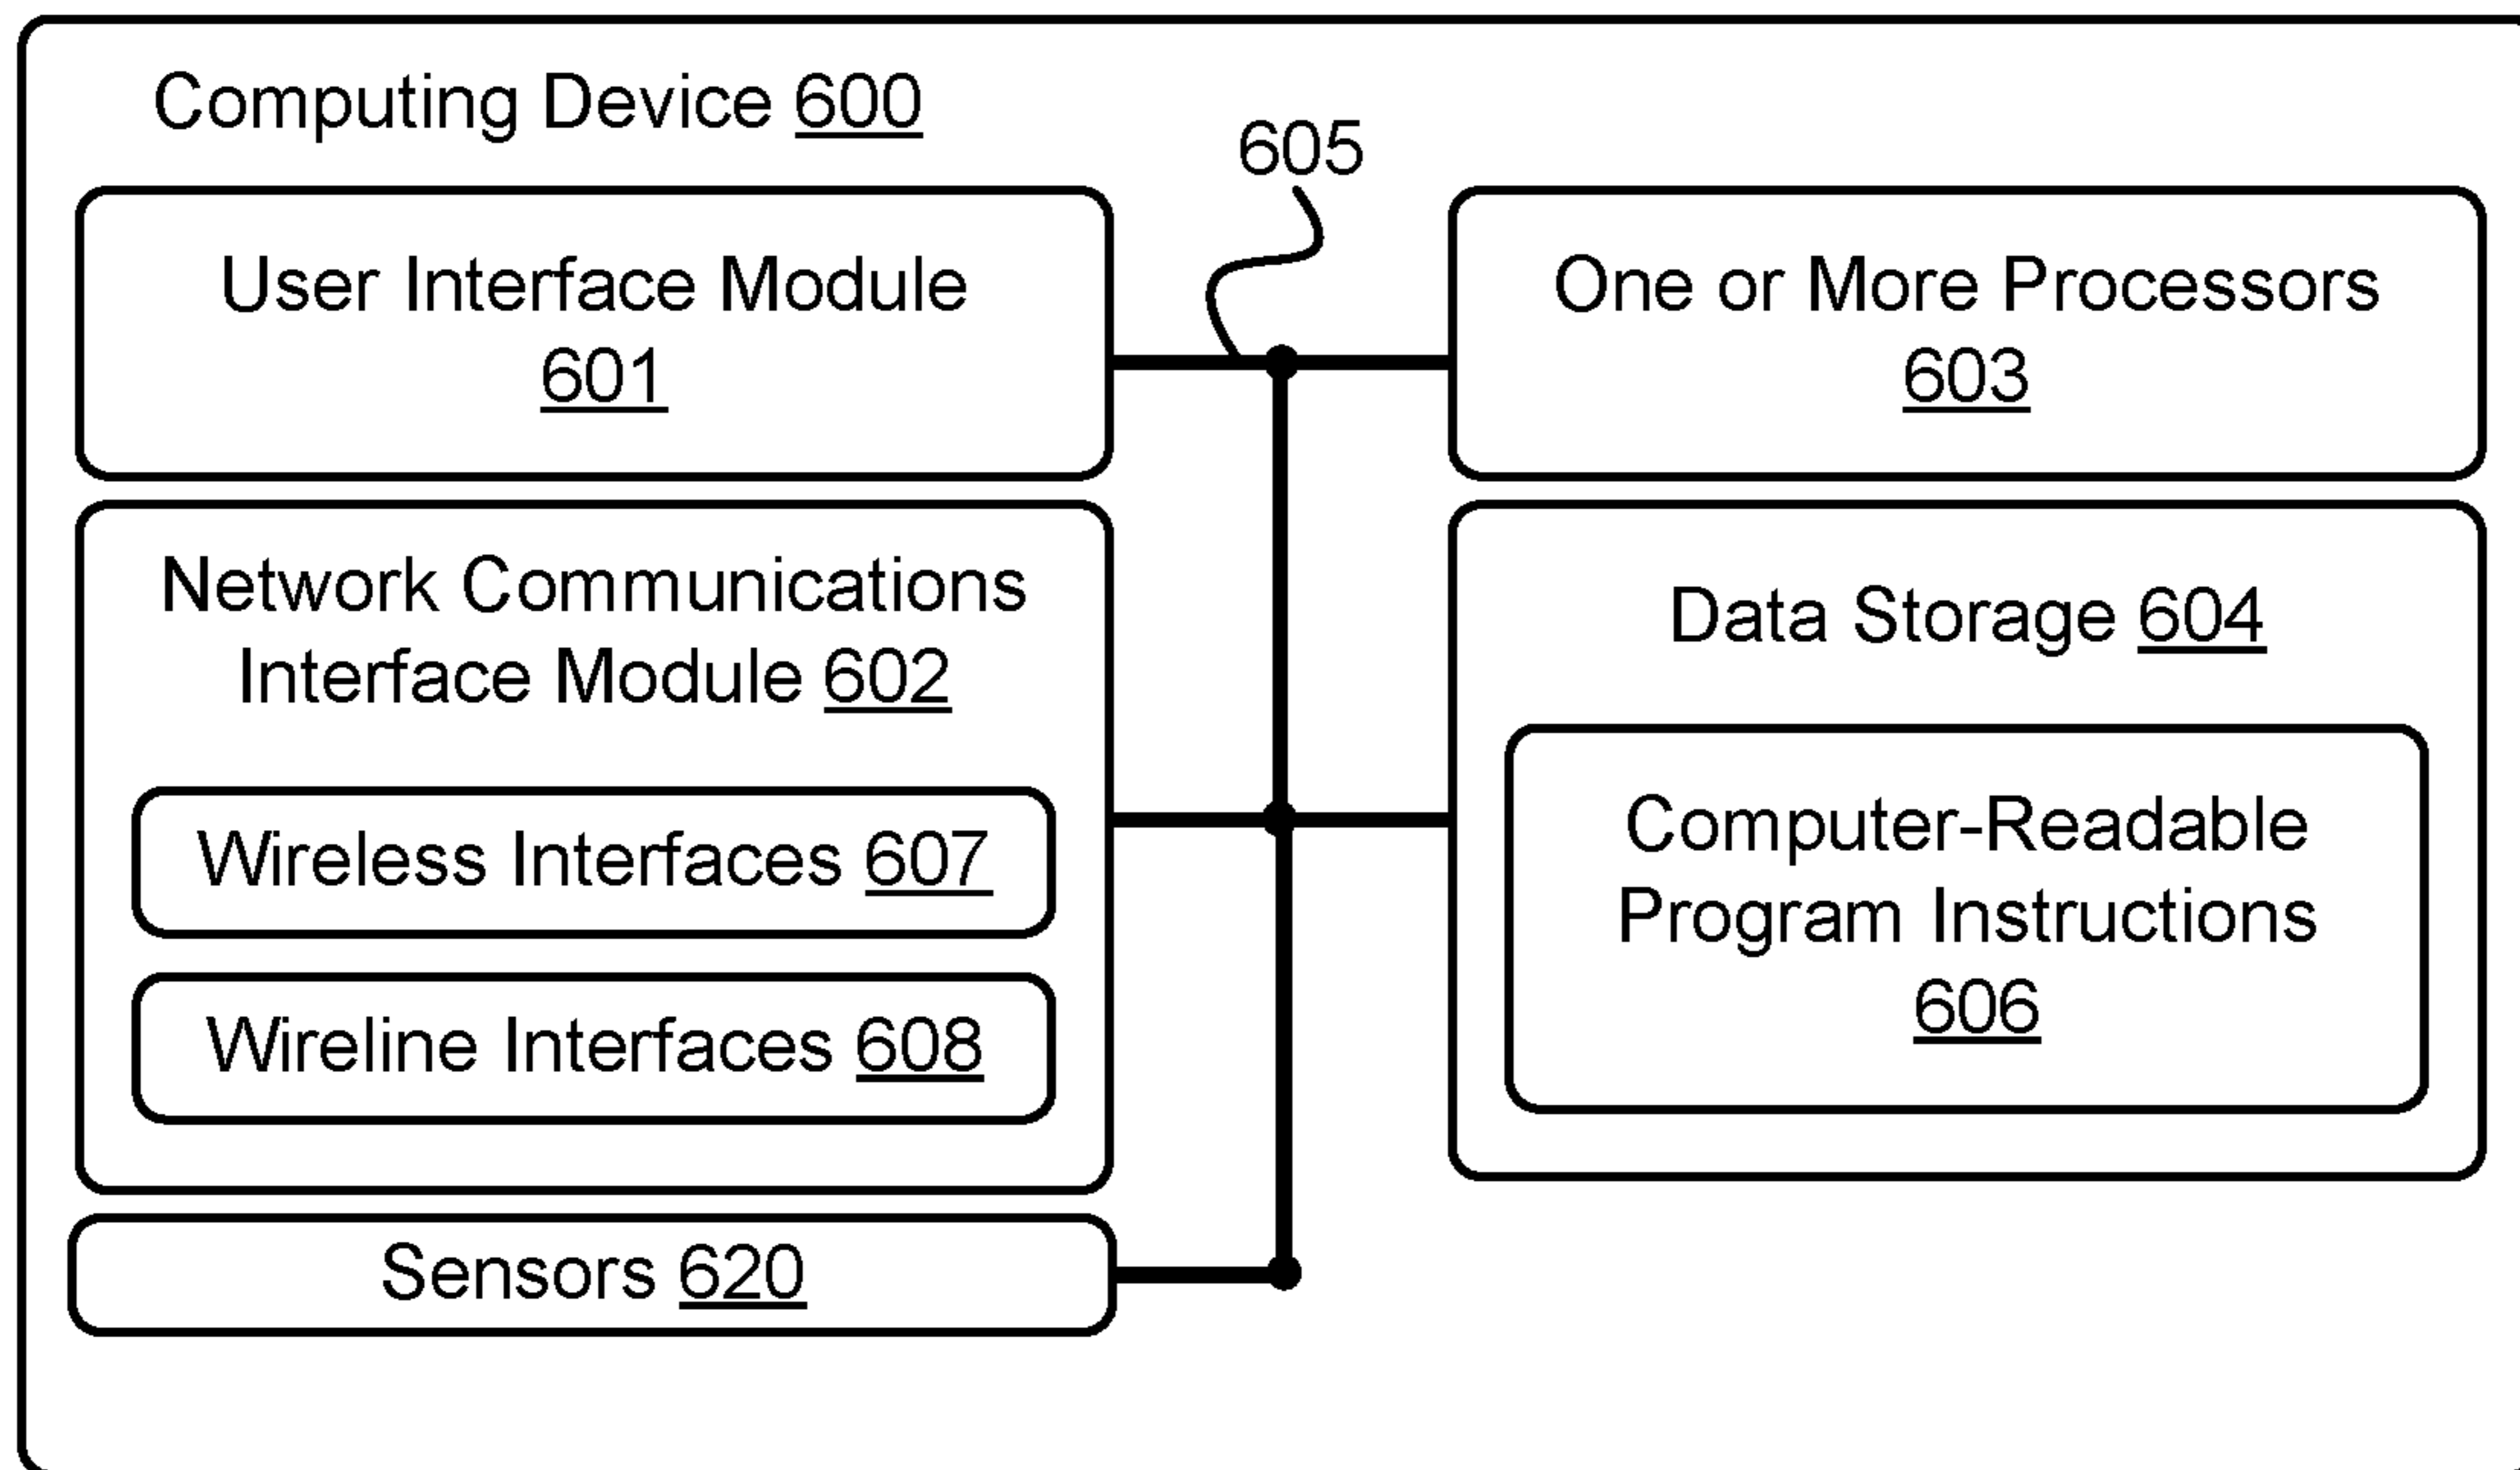 Computing Device 600
605
User Interface Module
601
One or More Processors
603
Network Communications
Interface Module 602
Wireless Interfaces 607
Wireline Interfaces 608
Data Storage 604
Computer-Readable
Program Instructions
606
Sensors 620